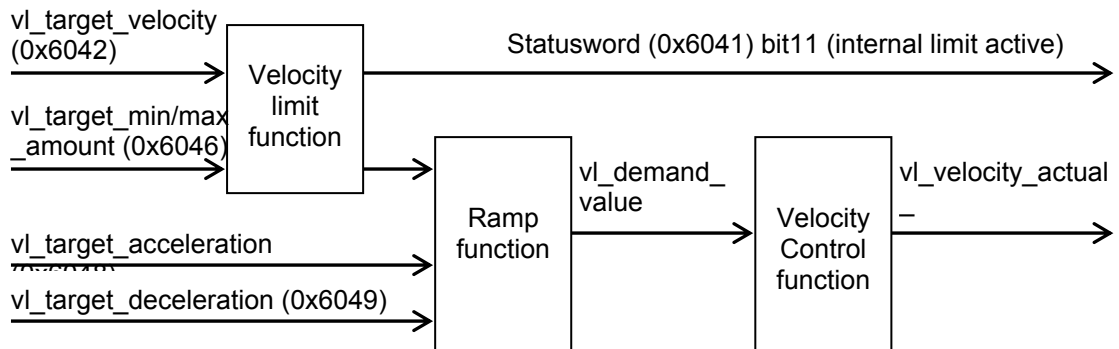 vl_target_velocity
(0x6042)
Statusword (0x6041) bit11 (internal limit active)
Velocity
limit
function
vl_target_min/max
_amount (0x6046)
vl_demand_
value
vl_velocity_actual
_
Ramp
function
Velocity
Control
function
vl_target_acceleration
vl_target_deceleration (0x6049)